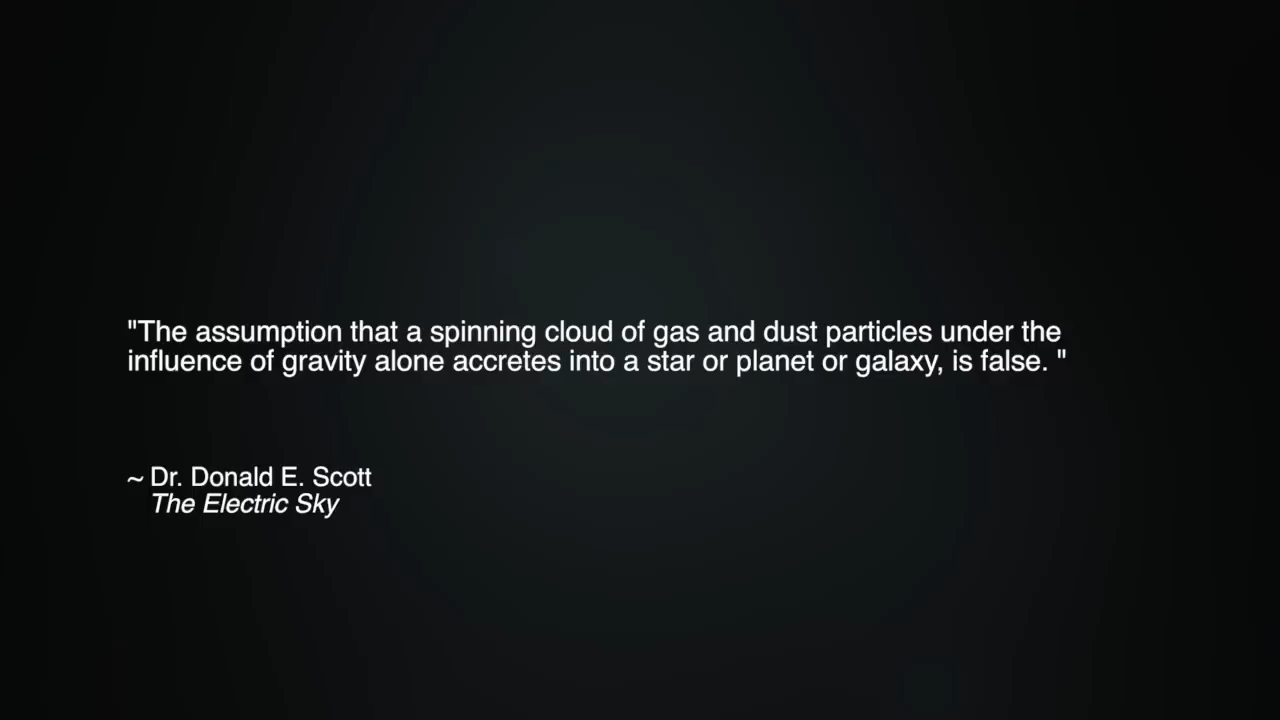 "The assumption that a spinning cloud of gas and dust particles under the
influence of gravity alone accretes into a star or planet or galaxy, is false. "
~ Dr. Donald E. Scott
The Electric Sky